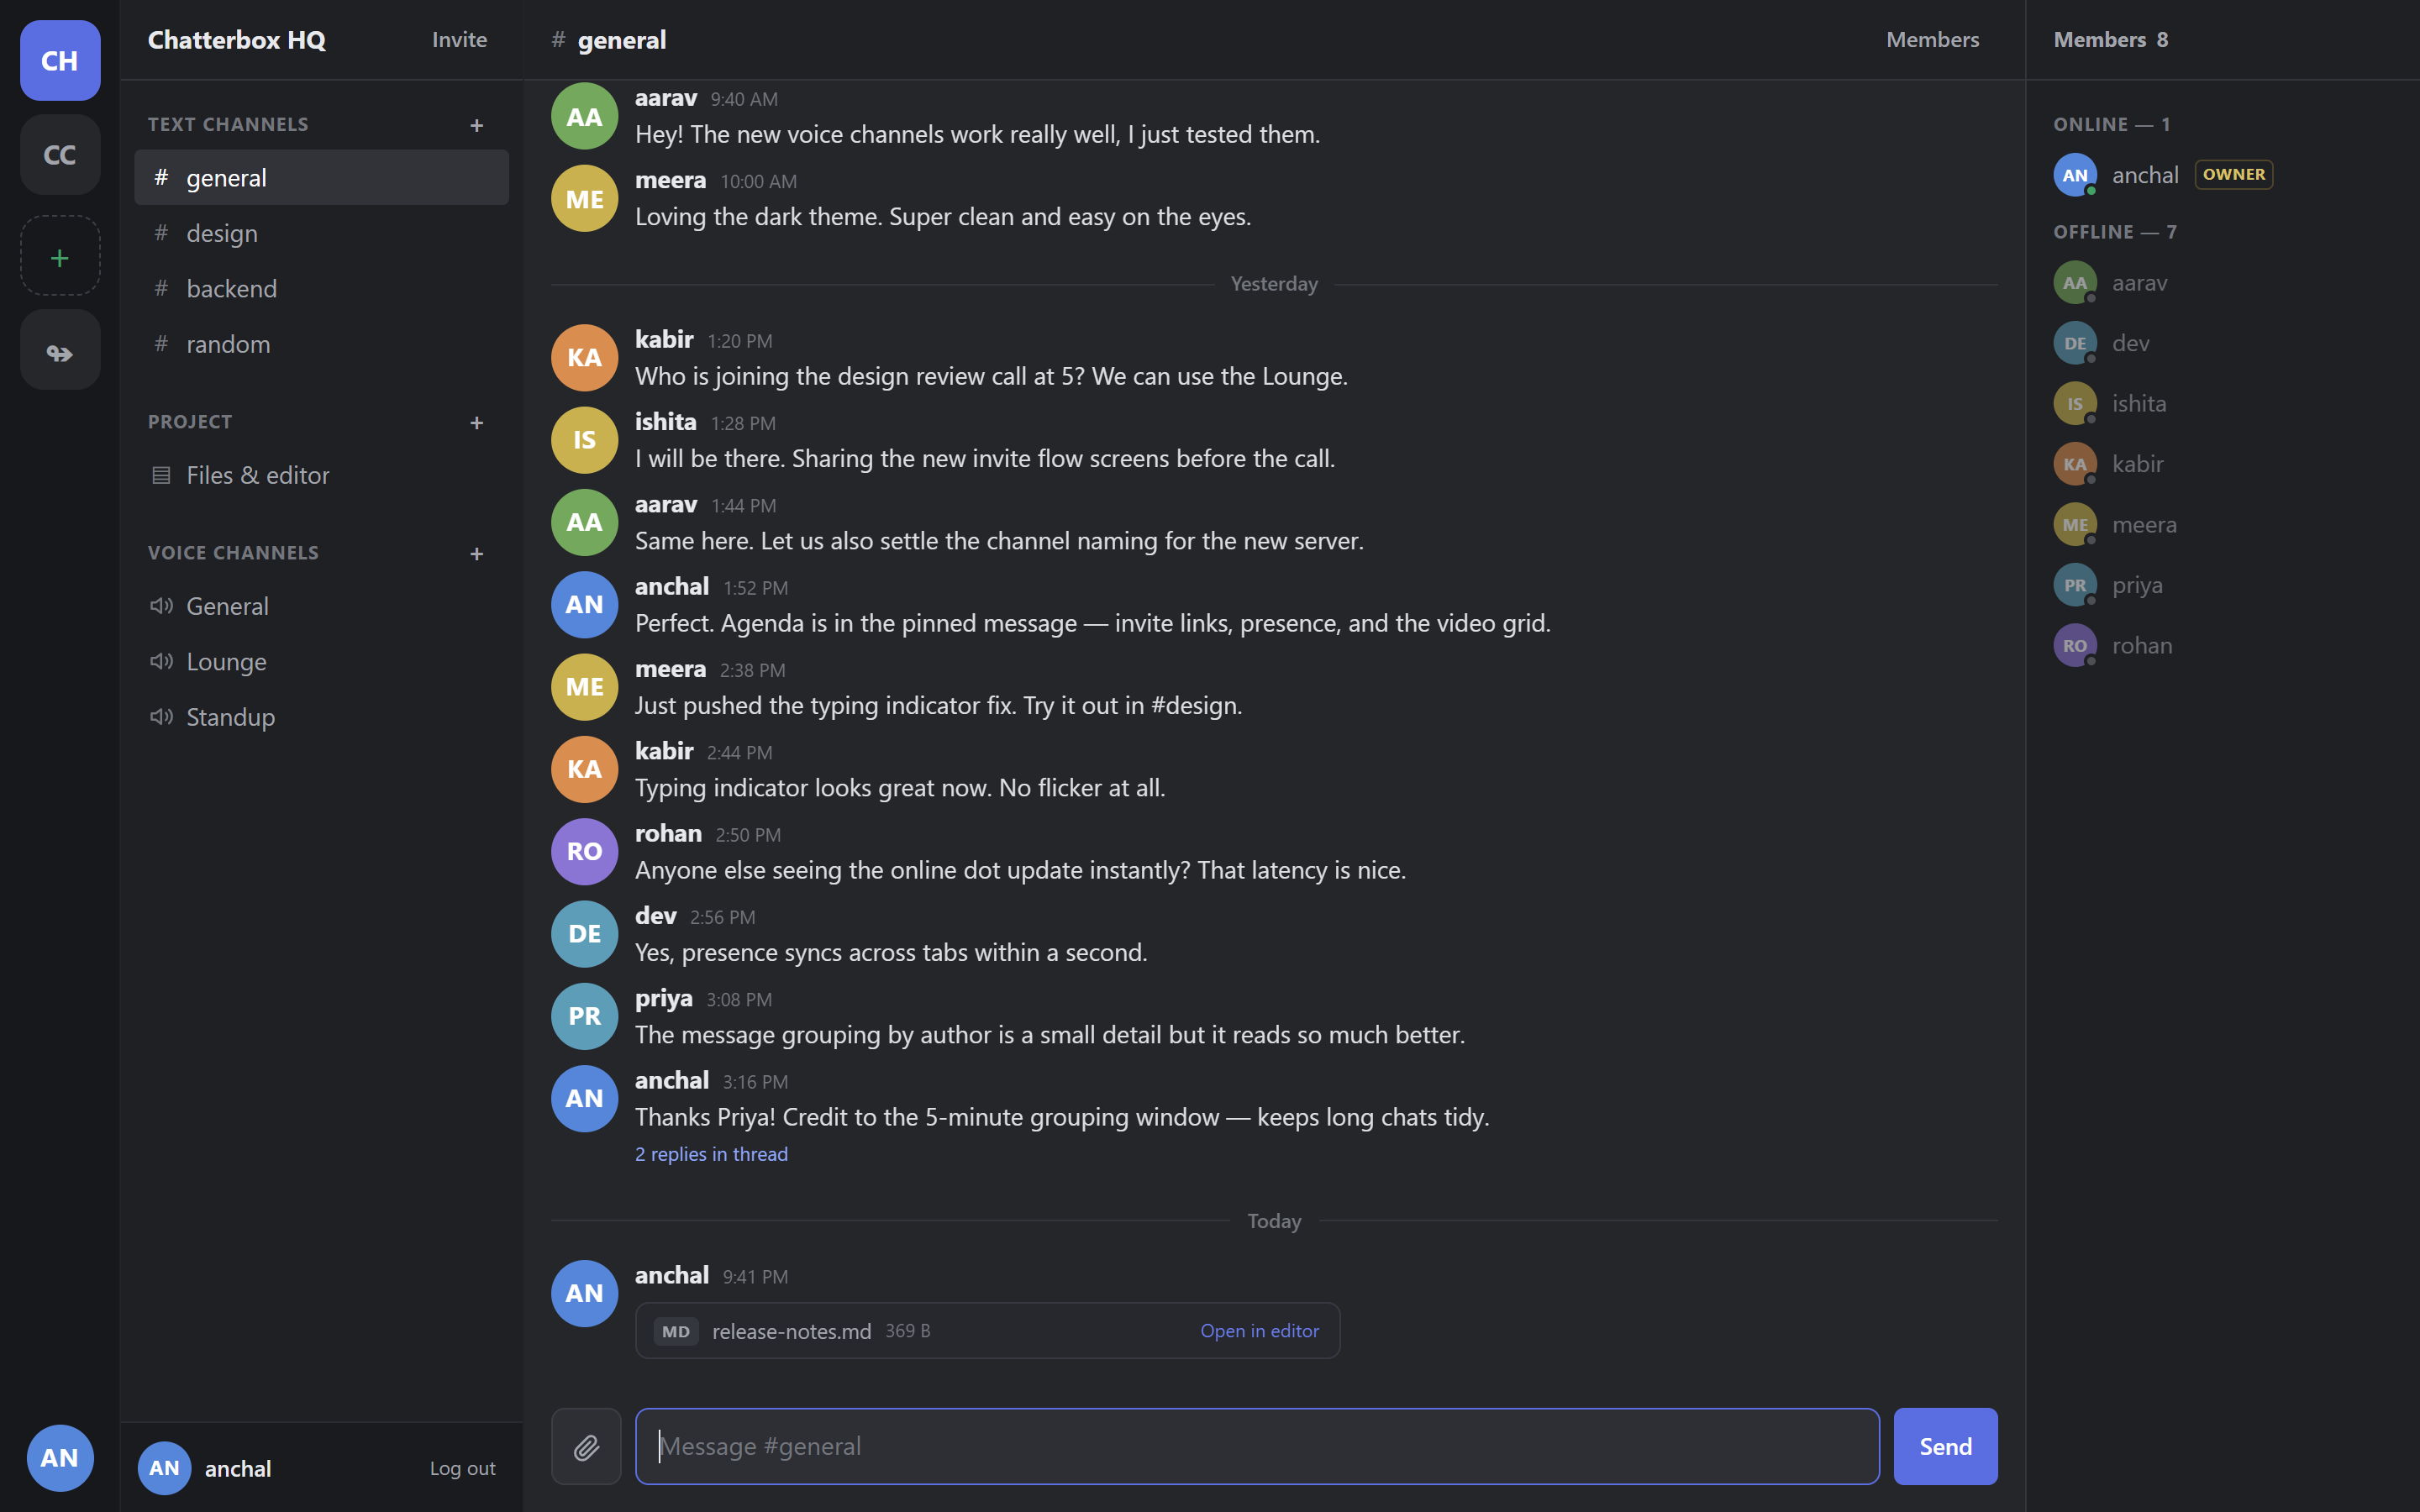 CH
CC
+
AN
Chatterbox HQ Invite
TEXT CHANNELS +
# general
# design
# backend
# random
PROJECT +
Files & editor
VOICE CHANNELS +
General
Lounge
Standup
AN anchal Log out
# general Members
AA aarav 9:40 AM
Hey! The new voice channels work really well, I just tested them.
ME meera 10:00 AM
Loving the dark theme. Super clean and easy on the eyes.
Yesterday
KA kabir 1:20 PM
Who is joining the design review call at 5? We can use the Lounge.
IS ishita 1:28 PM
I will be there. Sharing the new invite flow screens before the call.
AA aarav 1:44 PM
Same here. Let us also settle the channel naming for the new server.
AN anchal 1:52 PM
Perfect. Agenda is in the pinned message — invite links, presence, and the video grid.
ME meera 2:38 PM
Just pushed the typing indicator fix. Try it out in #design.
KA kabir 2:44 PM
Typing indicator looks great now. No flicker at all.
RO rohan 2:50 PM
Anyone else seeing the online dot update instantly? That latency is nice.
DE dev 2:56 PM
Yes, presence syncs across tabs within a second.
PR priya 3:08 PM
The message grouping by author is a small detail but it reads so much better.
AN anchal 3:16 PM
Thanks Priya! Credit to the 5-minute grouping window — keeps long chats tidy.
2 replies in thread
Today
AN anchal 9:41 PM
MD release-notes.md 369 B Open in editor
Message #general
Send
Members 8
ONLINE — 1
AN anchal OWNER
OFFLINE — 7
AA aarav
DE dev
IS ishita
KA kabir
ME meera
PR priya
RO rohan